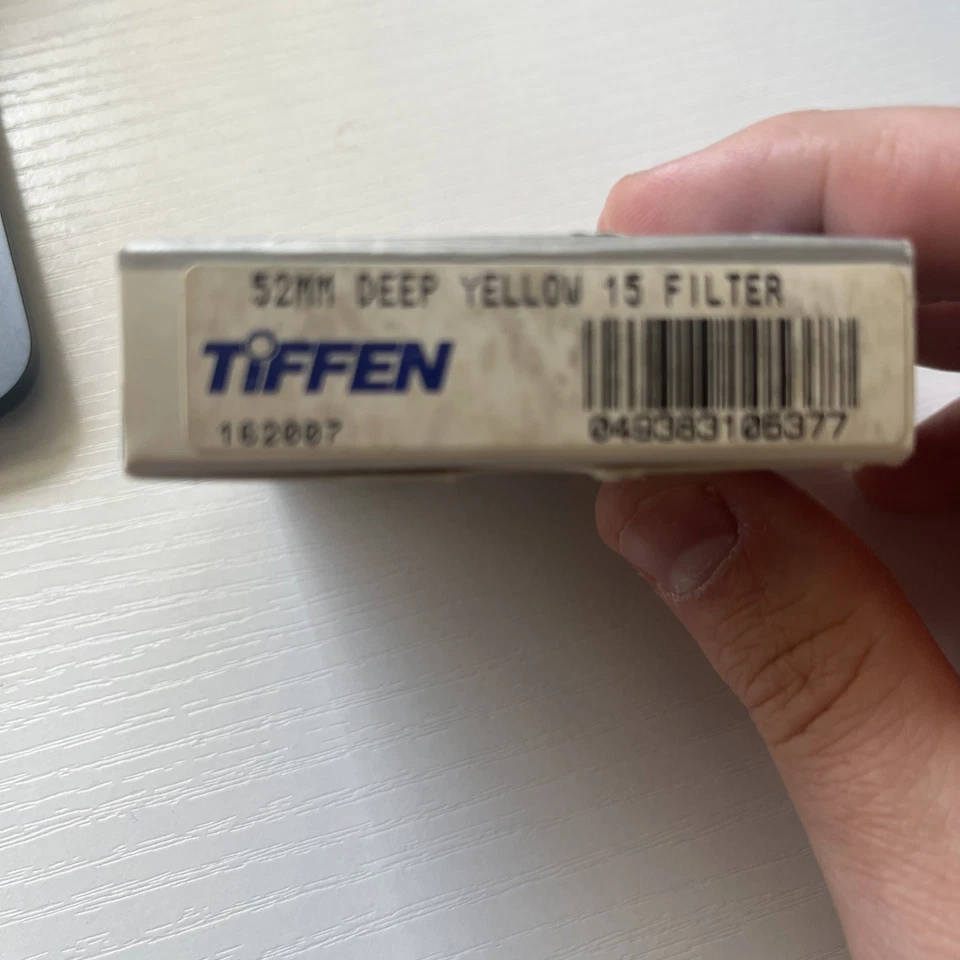 52MM DEEP YELLOW 15 FILTER
TiFFEN
162007
049383106377